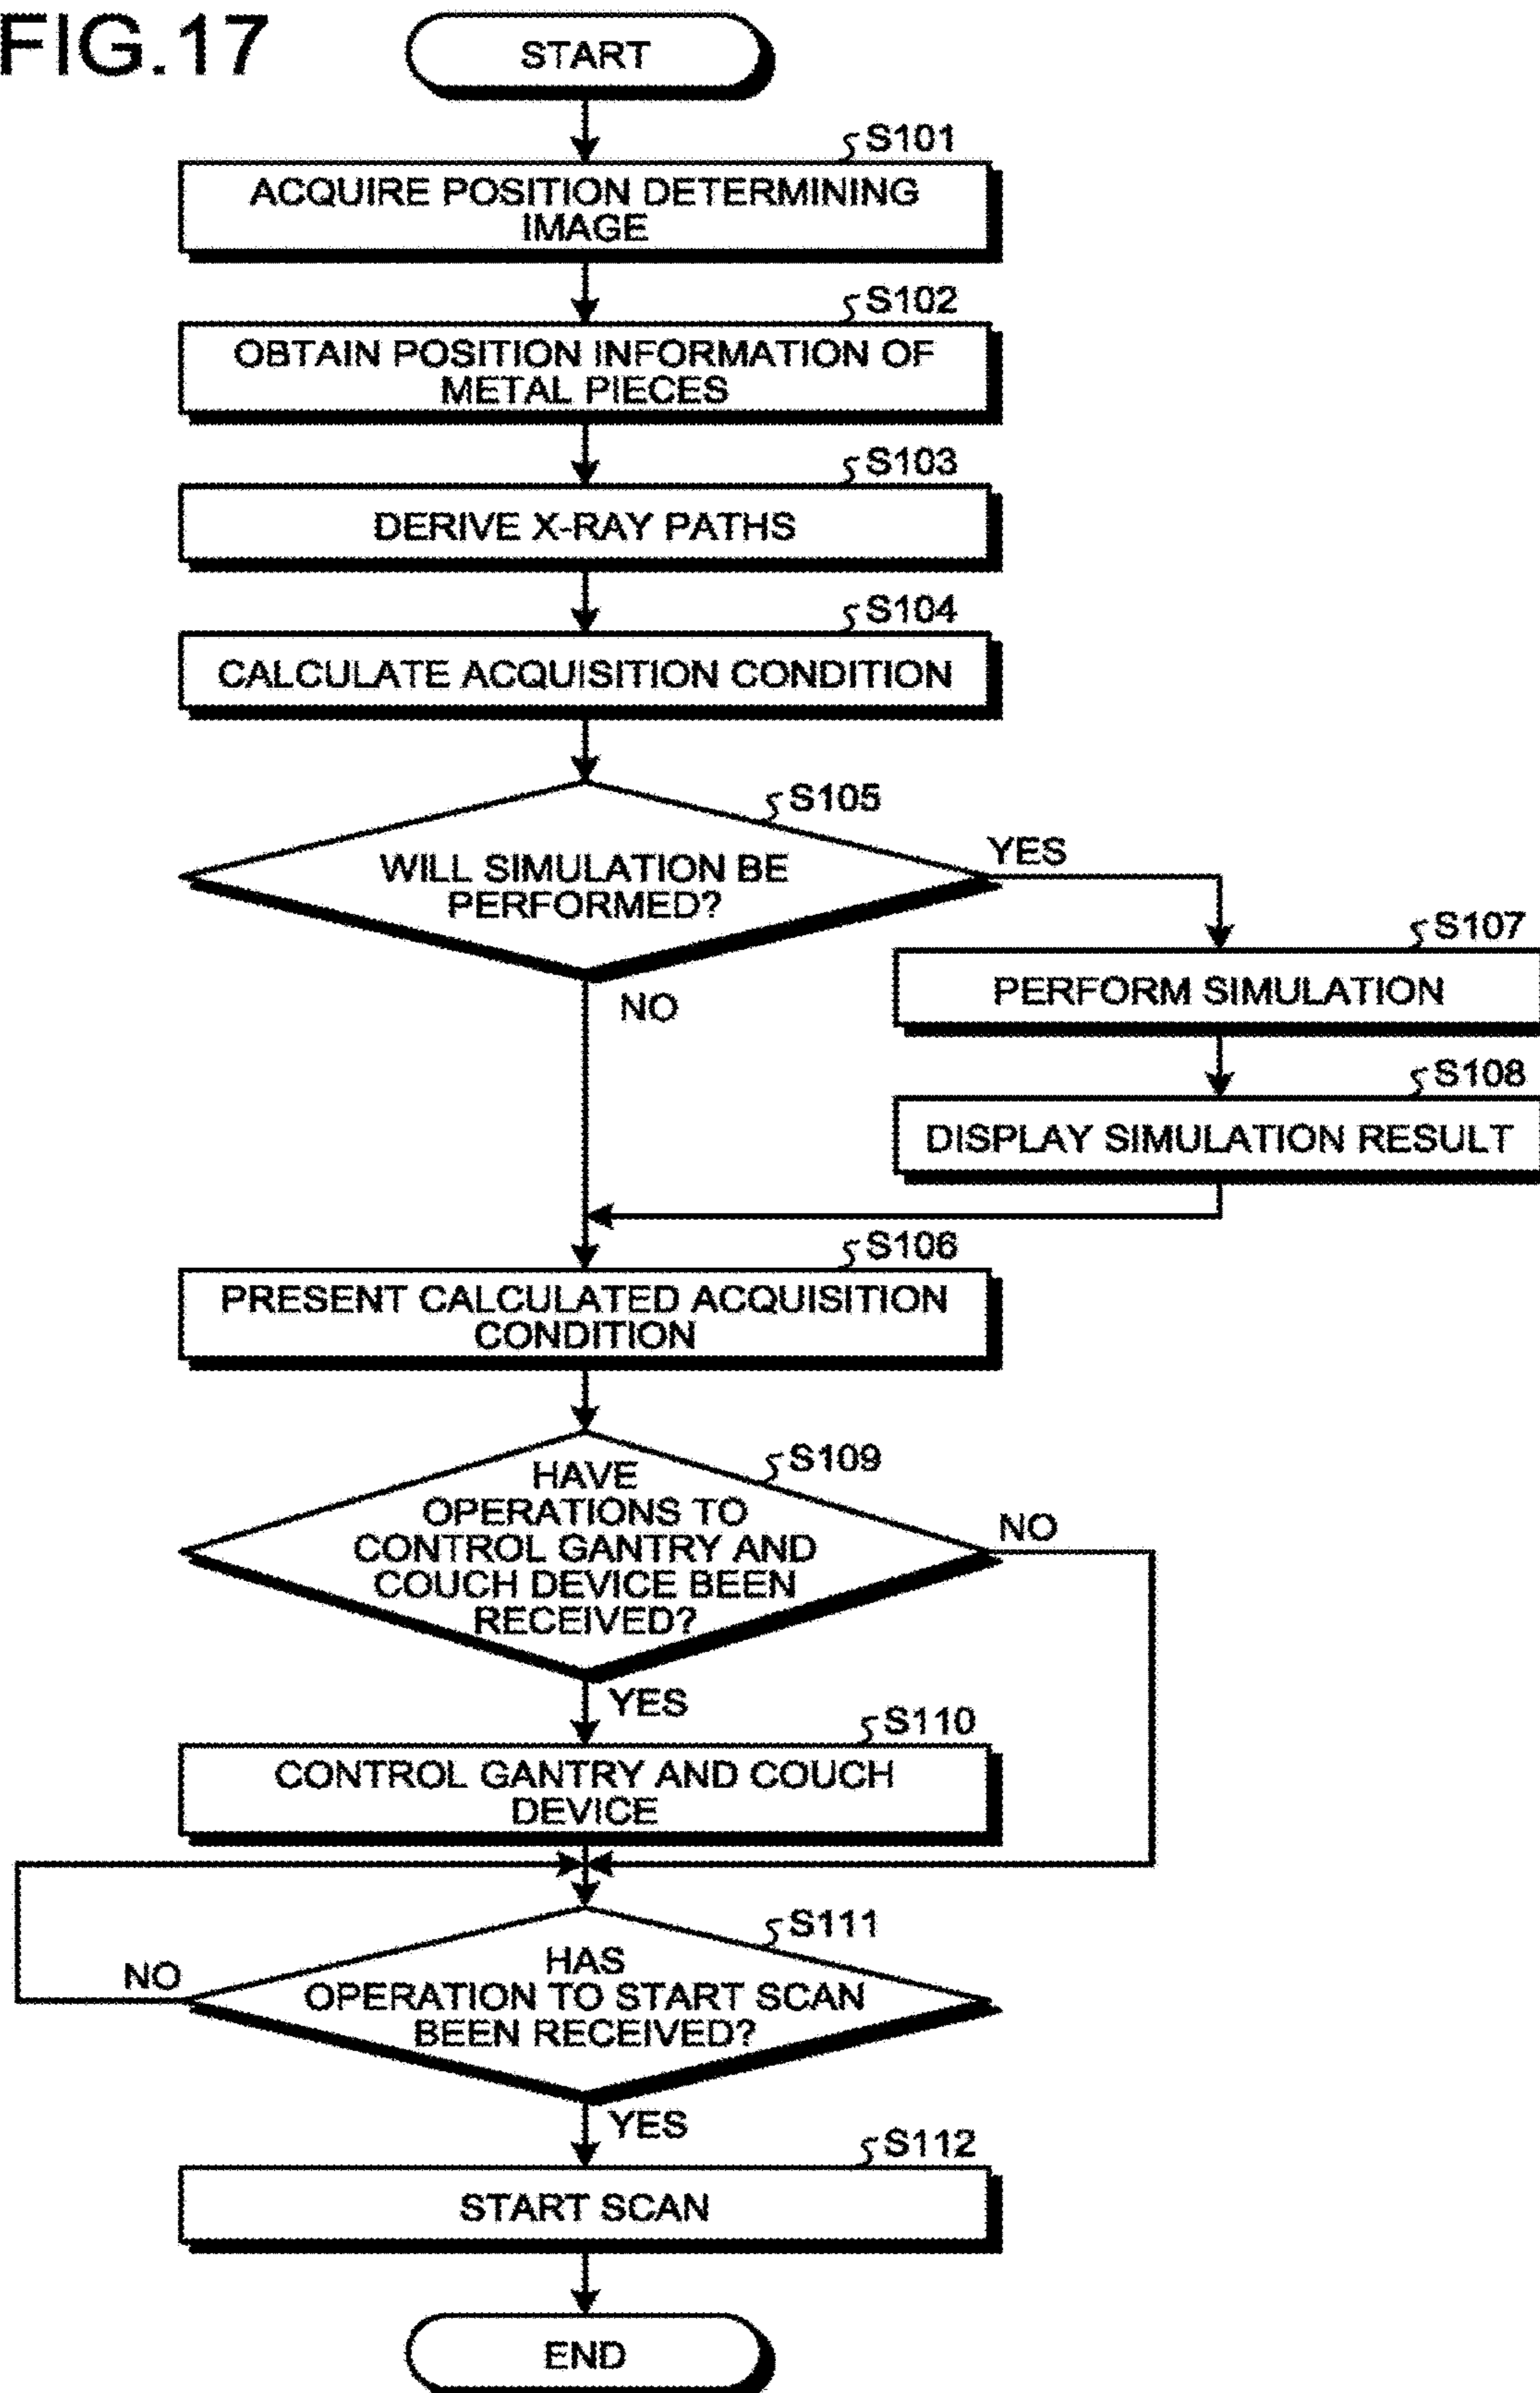 FIG.17
START
S101
ACQUIRE POSITION DETERMINING
IMAGE
S102
OBTAIN POSITION INFORMATION OF
METAL PIECES
S103
DERIVE X-RAY PATHS
S104
CALCULATE ACQUISITION CONDITION
S105
WILL SIMULATION BE
PERFORMED?
YES
NO
S107
PERFORM SIMULATION
S108
DISPLAY SIMULATION RESULT
S106
PRESENT CALCULATED ACQUISITION
CONDITION
S109
HAVE
OPERATIONS TO
CONTROL GANTRY AND
COUCH DEVICE BEEN
RECEIVED?
NO
YES
S110
CONTROL GANTRY AND COUCH
DEVICE
S111
HAS
OPERATION TO START SCAN
BEEN RECEIVED?
NO
YES
S112
START SCAN
END